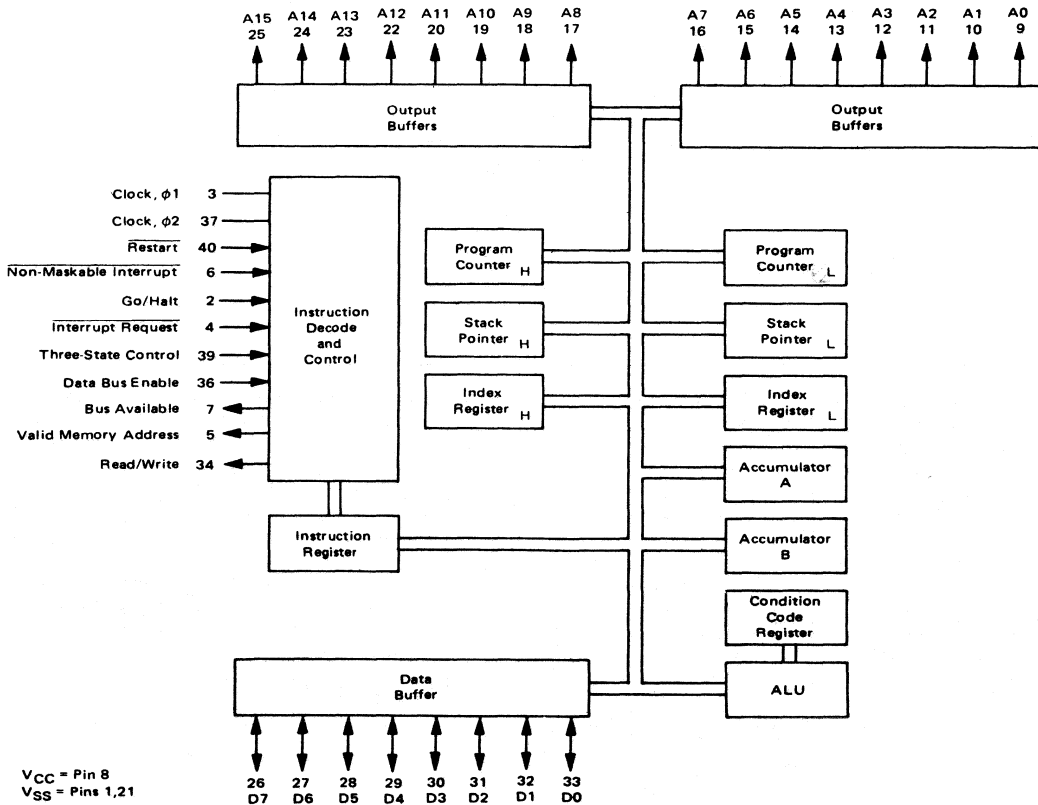 A15 A14 A13 A12 A11 A10 A9 A8 A7 A6 A5 A4 A3 A2 A1 A0
25 24 23 22 20 19 18 17 16 15 14 13 12 11 10 9
Output
Buffers
Output
Buffers
Clock, ϕ1 3
Clock, ϕ2 37
Restart 40
Non-Maskable Interrupt 6
Go/Halt 2
Interrupt Request 4
Three-State Control 39
Data Bus Enable 36
Bus Available 7
Valid Memory Address 5
Read/Write 34
Instruction
Decode
and
Control
Program
Counter H
Program
Counter L
Stack
Pointer H
Stack
Pointer L
Index
Register H
Index
Register L
Accumulator
A
Instruction
Register
Accumulator
B
Condition
Code
Register
Data
Buffer
ALU
26 27 28 29 30 31 32 33
D7 D6 D5 D4 D3 D2 D1 D0
VCC = Pin 8
VSS = Pins 1,21